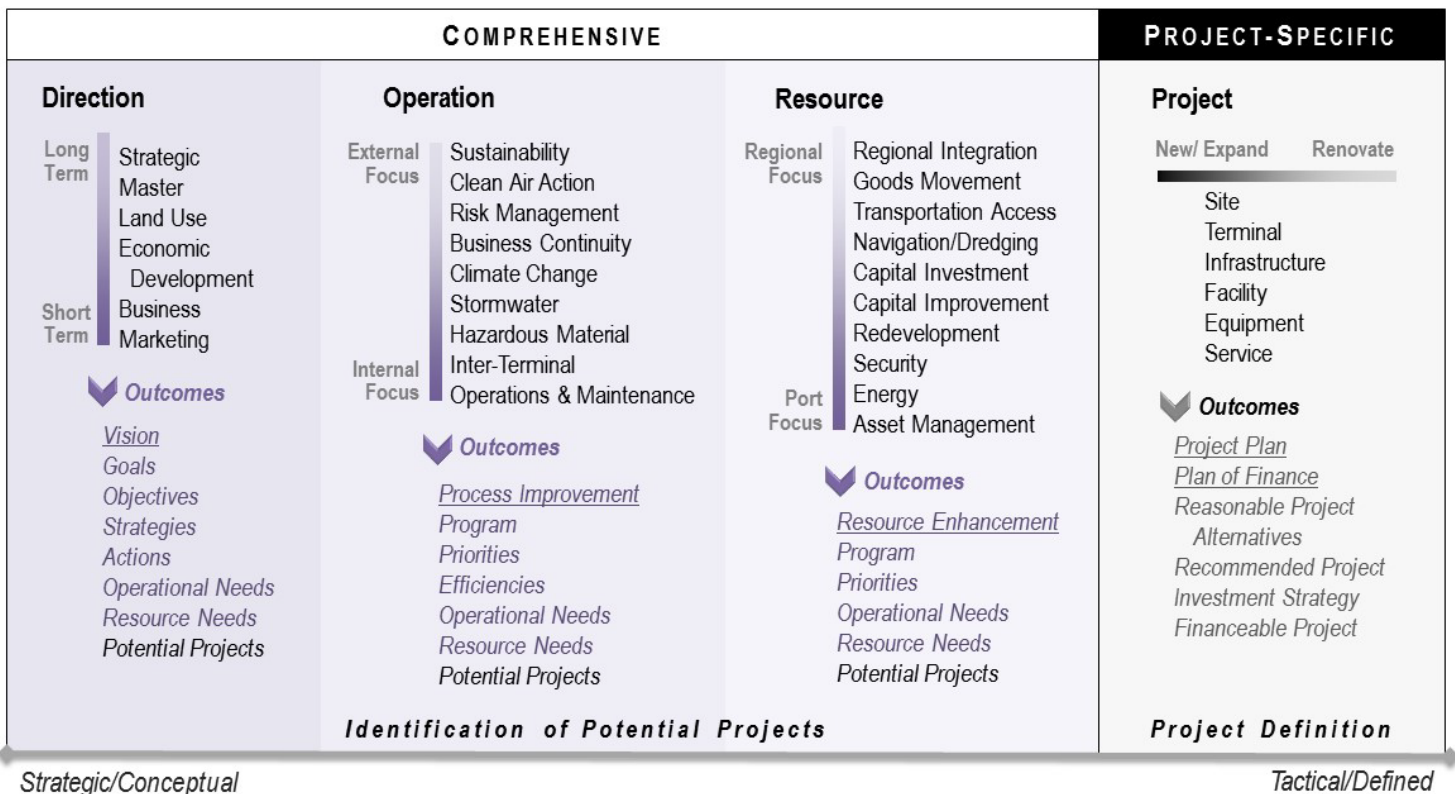 COMPREHENSIVE
PROJECT-SPECIFIC
Direction
Long
Term
Short
Term
Strategic
Master
Land Use
Economic
Development
Business
Marketing
Outcomes
Vision
Goals
Objectives
Strategies
Actions
Operational Needs
Resource Needs
Potential Projects
Operation
External
Focus
Internal
Focus
Sustainability
Clean Air Action
Risk Management
Business Continuity
Climate Change
Stormwater
Hazardous Material
Inter-Terminal
Operations & Maintenance
Outcomes
Process Improvement
Program
Priorities
Efficiencies
Operational Needs
Resource Needs
Potential Projects
Resource
Regional
Focus
Port
Focus
Regional Integration
Goods Movement
Transportation Access
Navigation/Dredging
Capital Investment
Capital Improvement
Redevelopment
Security
Energy
Asset Management
Outcomes
Resource Enhancement
Program
Priorities
Operational Needs
Resource Needs
Potential Projects
Identification of Potential Projects
Project
New/ Expand Renovate
Site
Terminal
Infrastructure
Facility
Equipment
Service
Outcomes
Project Plan
Plan of Finance
Reasonable Project
Alternatives
Recommended Project
Investment Strategy
Financeable Project
Project Definition
Strategic/Conceptual
Tactical/Defined